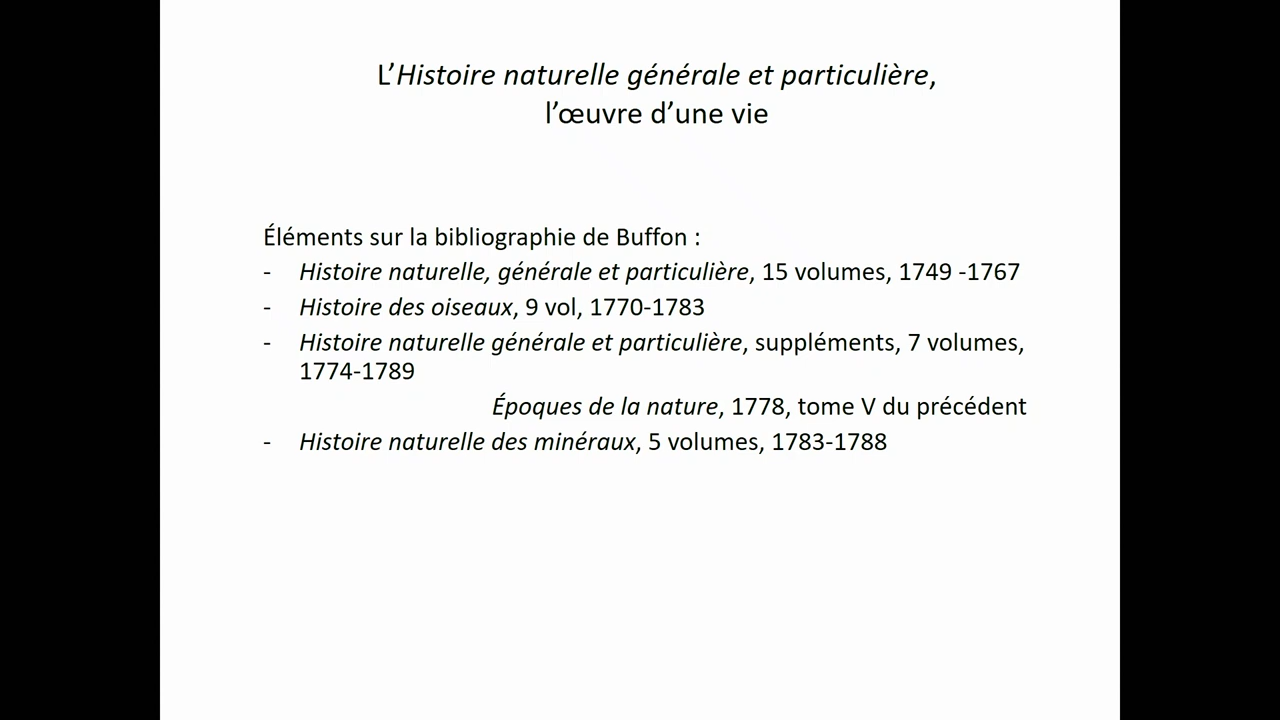 L’Histoire naturelle générale et particulière,
l’œuvre d’une vie
Éléments sur la bibliographie de Buffon :
- Histoire naturelle, générale et particulière, 15 volumes, 1749 -1767
- Histoire des oiseaux, 9 vol, 1770-1783
- Histoire naturelle générale et particulière, suppléments, 7 volumes,
1774-1789
Époques de la nature, 1778, tome V du précédent
- Histoire naturelle des minéraux, 5 volumes, 1783-1788